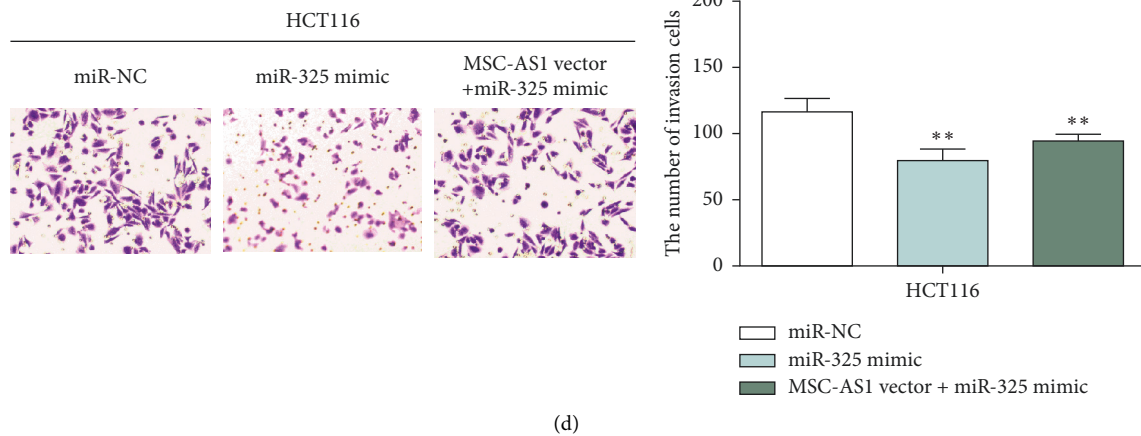 HCT116
miR-NC
miR-325 mimic
MSC-AS1 vector
+miR-325 mimic
The number of invasion cells
200
150
100
50
0
**
**
HCT116
miR-NC
miR-325 mimic
MSC-AS1 vector + miR-325 mimic
(d)